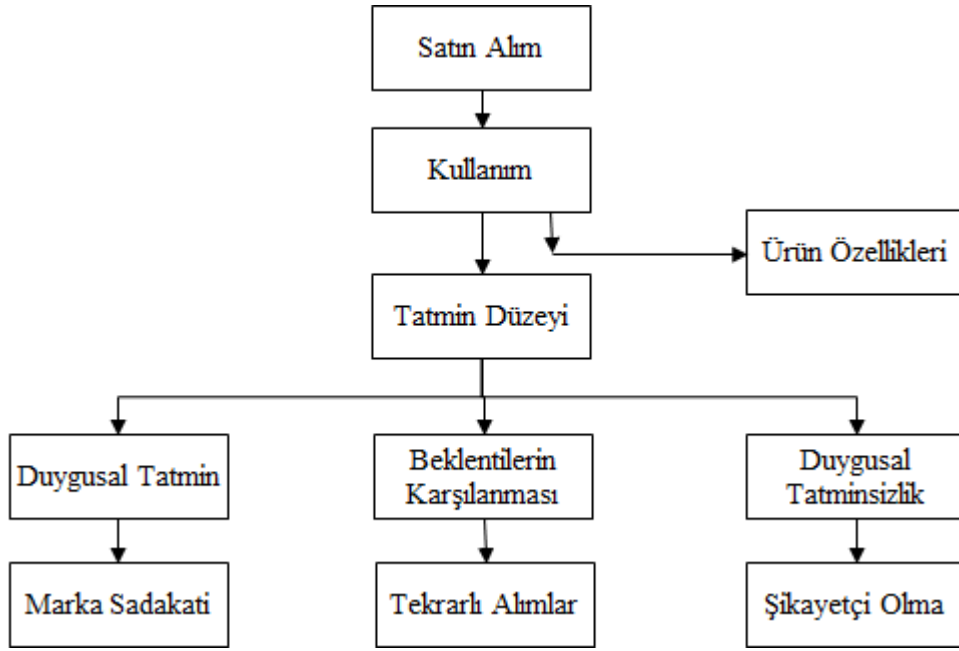 Satın Alım
Kullanım
Ürün Özellikleri
Tatmin Düzeyi
Duygusal Tatmin
Beklentilerin
Karşılanması
Duygusal
Tatminsizlik
Marka Sadakati
Tekrarlı Alımlar
Şikayetçi Olma